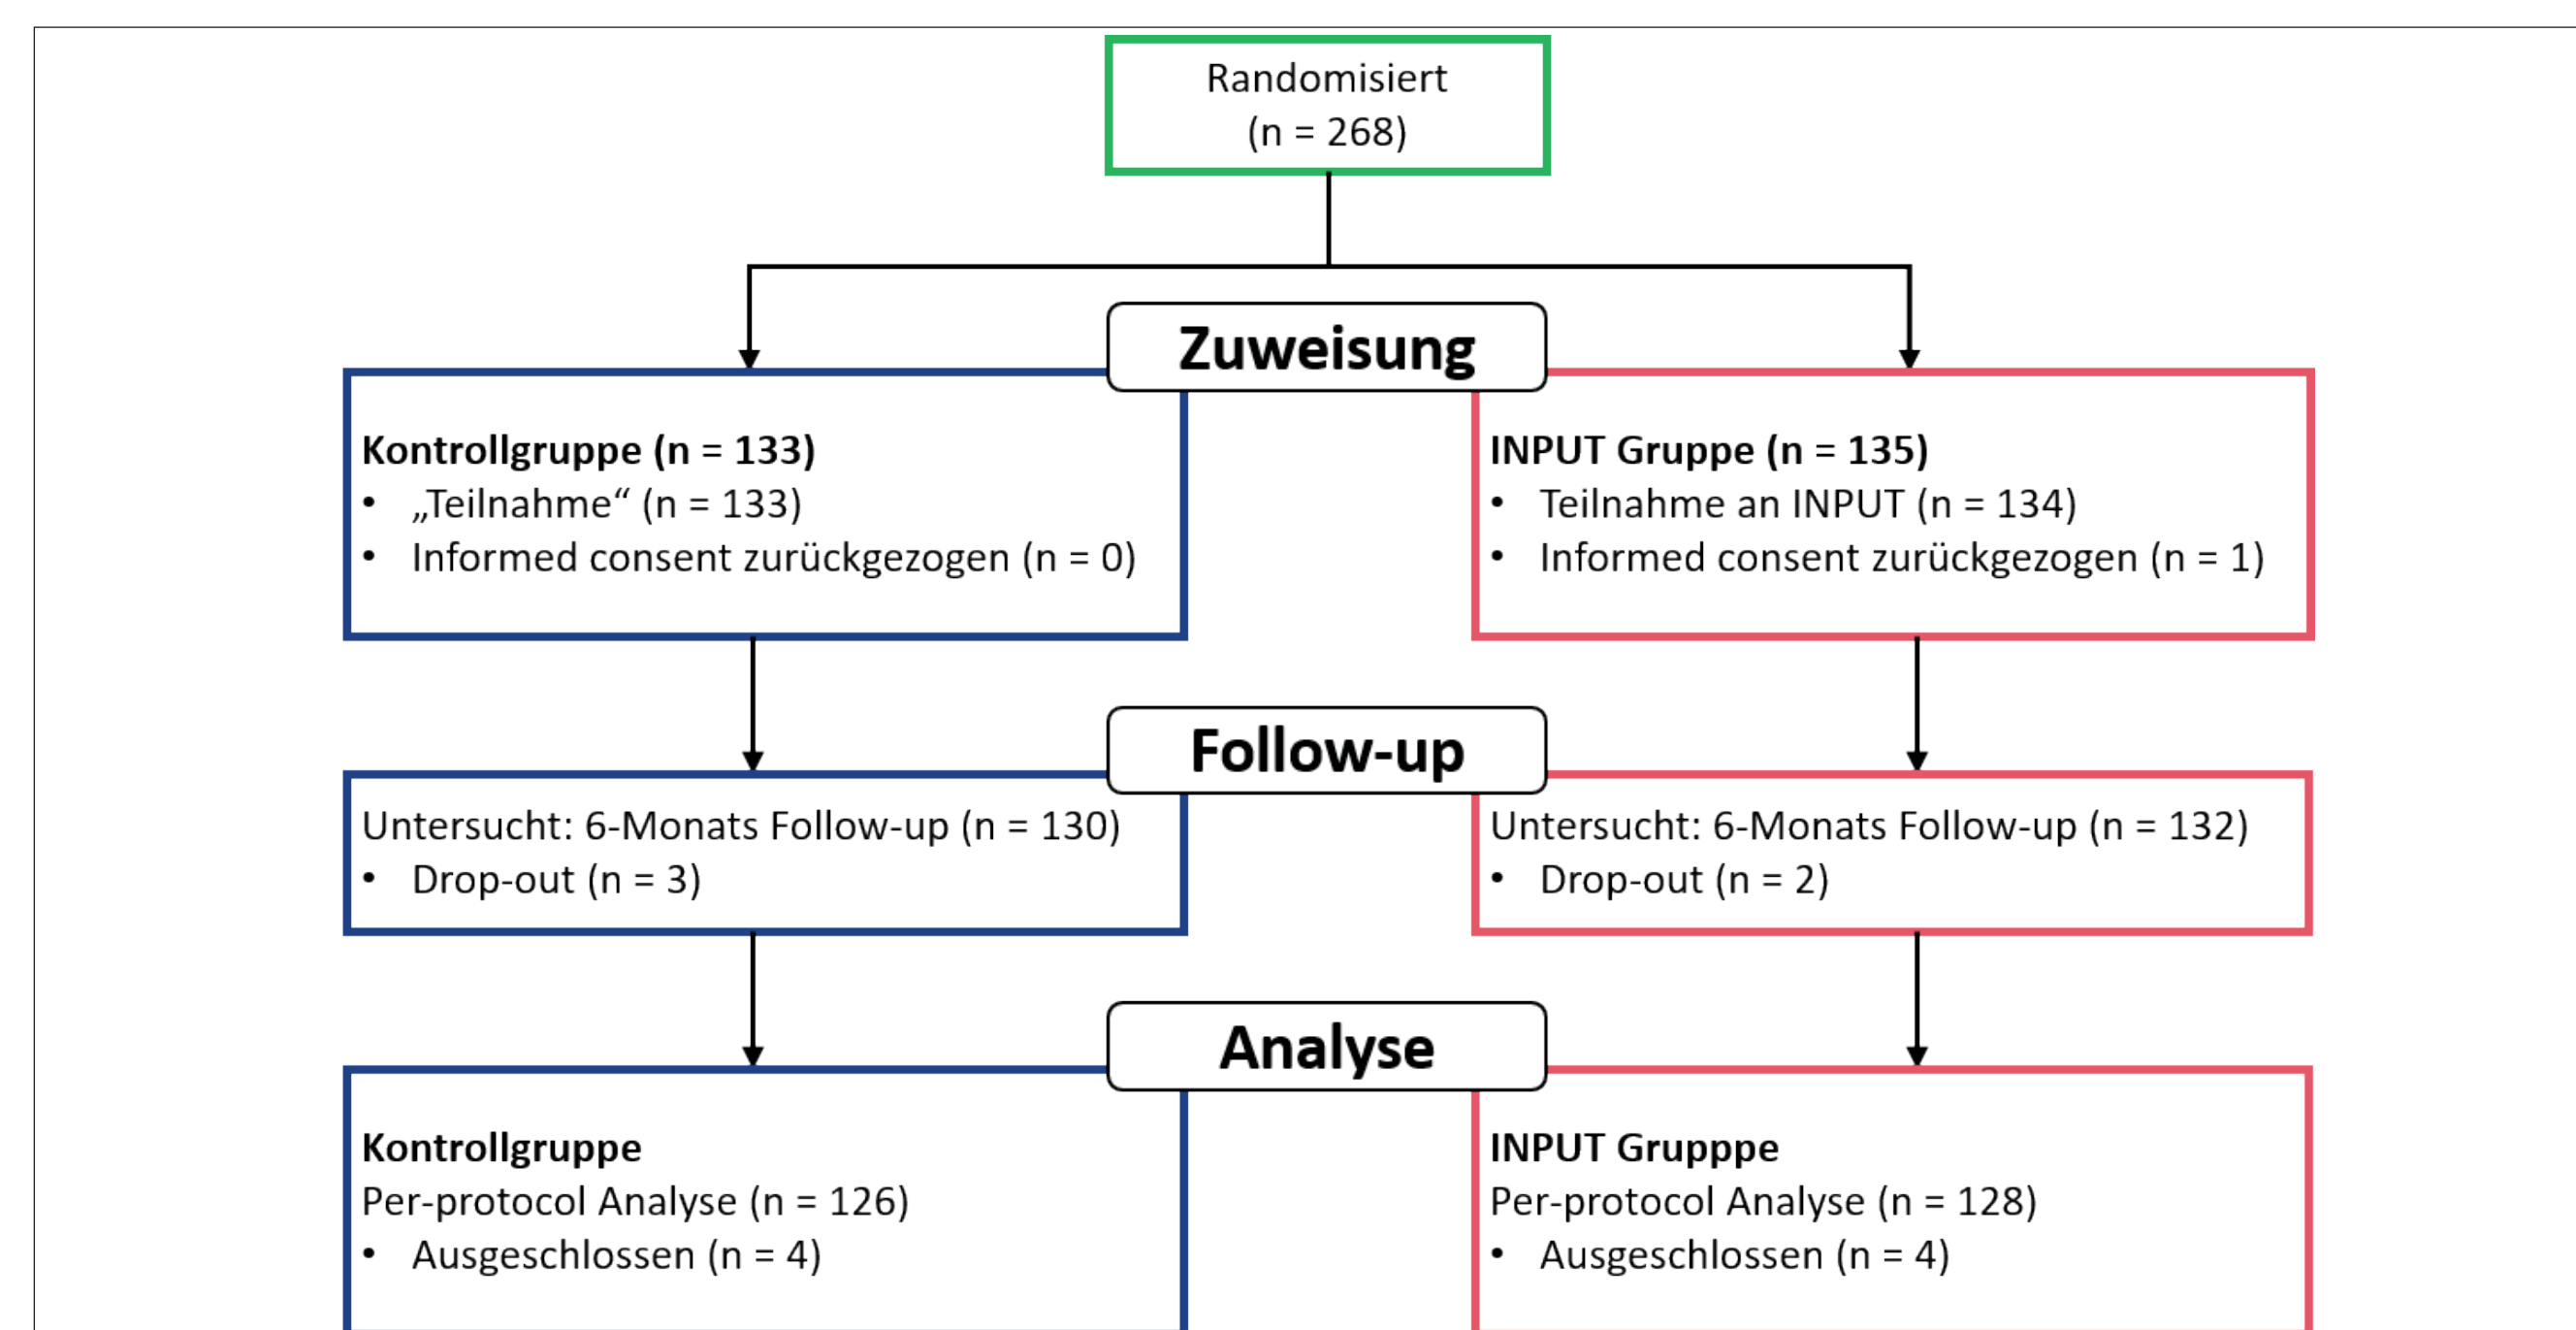 Randomisiert
(n = 268)
Zuweisung
Kontrollgruppe (n = 133)
• „Teilnahme“ (n = 133)
• Informed consent zurückgezogen (n = 0)
INPUT Gruppe (n = 135)
• Teilnahme an INPUT (n = 134)
• Informed consent zurückgezogen (n = 1)
Follow-up
Untersucht: 6-Monats Follow-up (n = 130)
• Drop-out (n = 3)
Untersucht: 6-Monats Follow-up (n = 132)
• Drop-out (n = 2)
Analyse
Kontrollgruppe
Per-protocol Analyse (n = 126)
• Ausgeschlossen (n = 4)
INPUT Grupppe
Per-protocol Analyse (n = 128)
• Ausgeschlossen (n = 4)